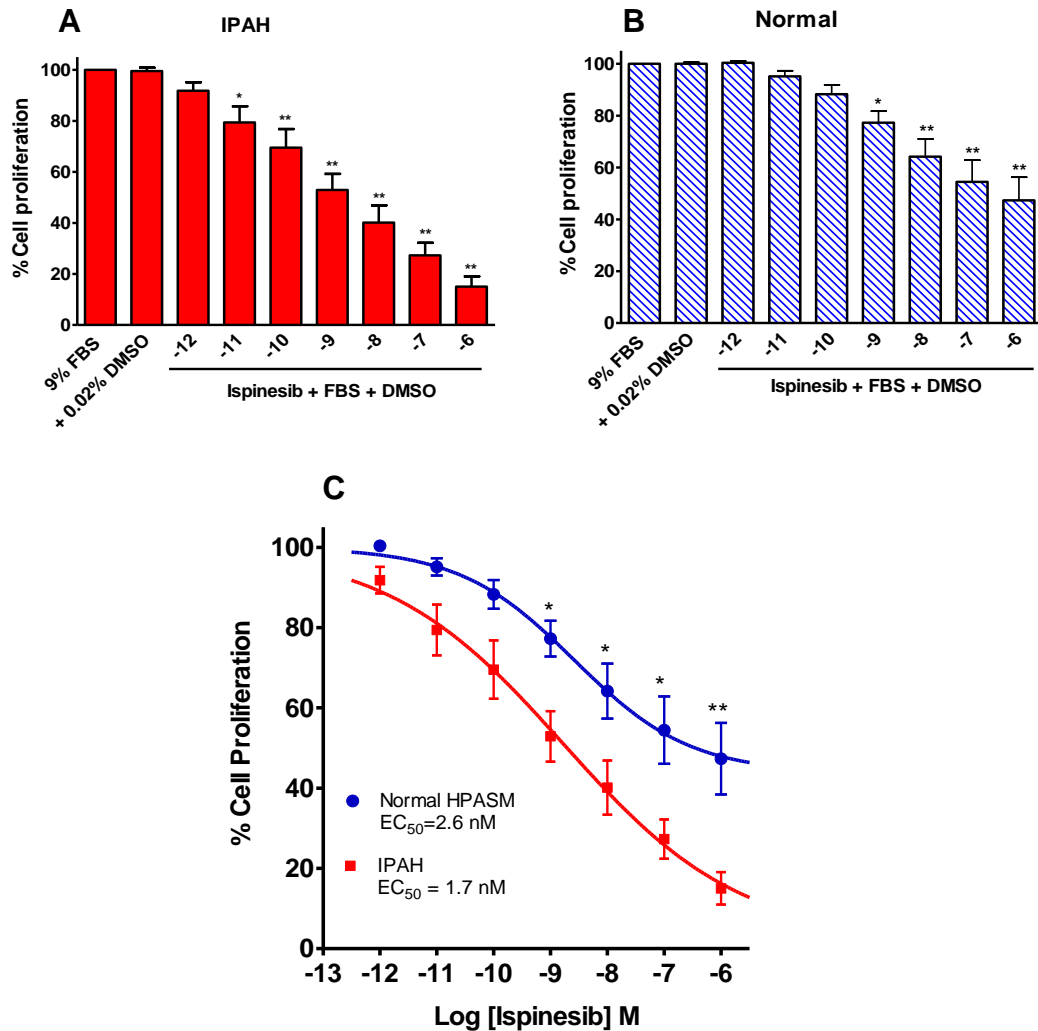 A
IPAH
% Cell proliferation
100
80
60
40
20
0
*
**
**
**
**
**
9% FBS
+ 0.02% DMSO
-12
-11
-10
-9
-8
-7
-6
Ispinesib + FBS + DMSO
B
Normal
% Cell proliferation
100
80
60
40
20
0
*
**
**
**
9% FBS
+ 0.02% DMSO
-12
-11
-10
-9
-8
-7
-6
Ispinesib + FBS + DMSO
C
% Cell Proliferation
100
80
60
40
20
0
*
*
*
**
Normal HPASM
EC50=2.6 nM
IPAH
EC50 = 1.7 nM
-13
-12
-11
-10
-9
-8
-7
-6
Log [Ispinesib] M